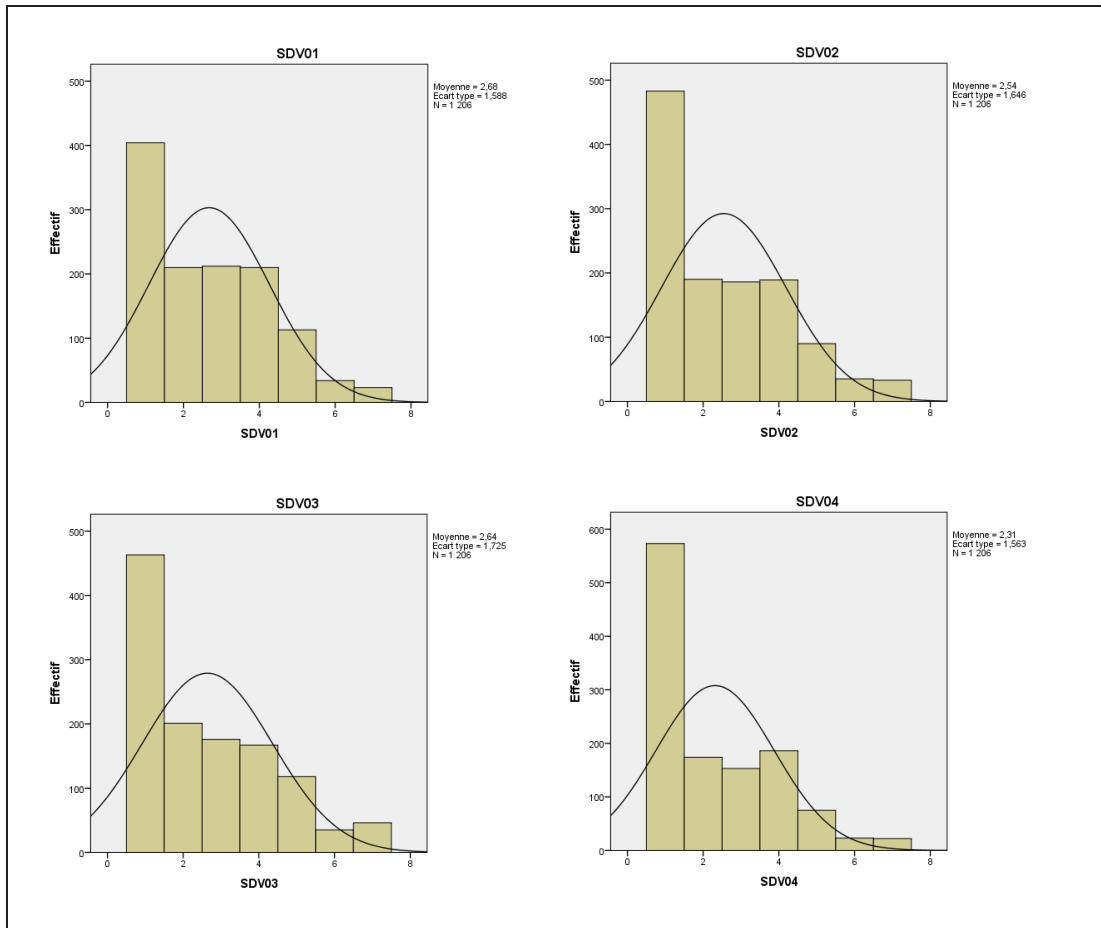 SDV01
Moyenne = 2,68
Ecart type = 1,588
N = 1 206
500
400
300
200
100
0
Effectif
0 2 4 6 8
SDV01
SDV02
Moyenne = 2,54
Ecart type = 1,646
N = 1 206
500
400
300
200
100
0
Effectif
0 2 4 6 8
SDV02
SDV03
Moyenne = 2,64
Ecart type = 1,725
N = 1 206
500
400
300
200
100
0
Effectif
0 2 4 6 8
SDV03
SDV04
Moyenne = 2,31
Ecart type = 1,563
N = 1 206
600
500
400
300
200
100
0
Effectif
0 2 4 6 8
SDV04